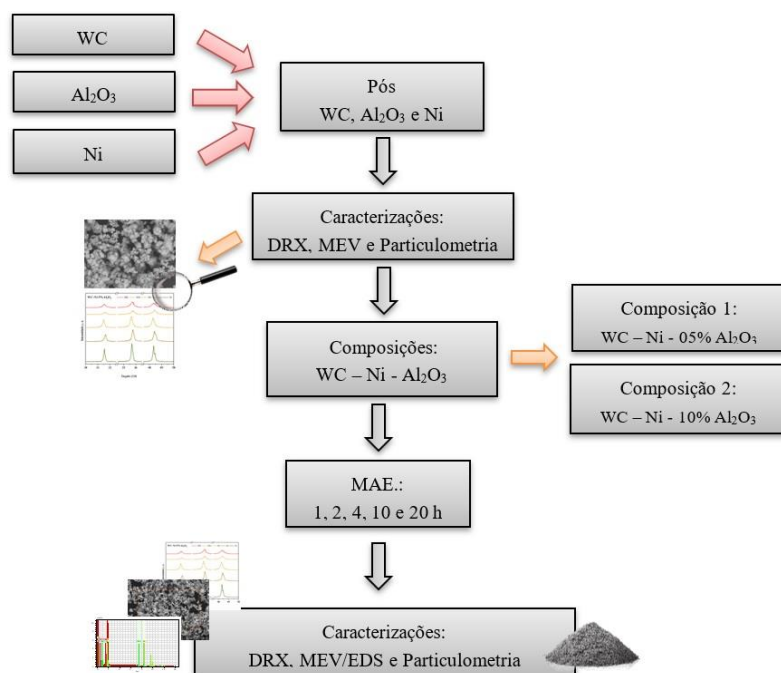 WC
Al₂O₃
Ni
Pós
WC, Al₂O₃ e Ni
Caracterizações:
DRX, MEV e Particulometria
Composições:
WC – Ni - Al₂O₃
Composição 1:
WC – Ni - 05% Al₂O₃
Composição 2:
WC – Ni - 10% Al₂O₃
MAE.:
1, 2, 4, 10 e 20 h
Caracterizações:
DRX, MEV/EDS e Particulometria